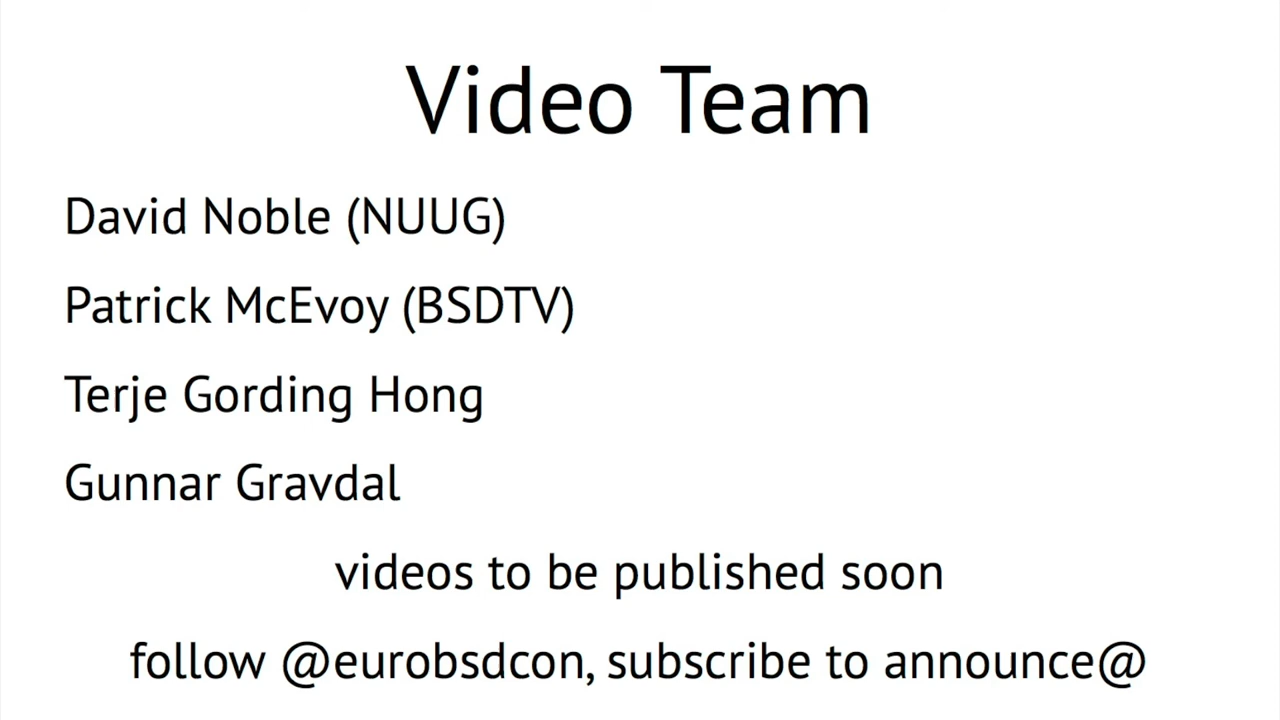 Video Team
David Noble (NUUG)
Patrick McEvoy (BSDTV)
Terje Gording Hong
Gunnar Gravdal
videos to be published soon
follow @eurobsdcon, subscribe to announce@